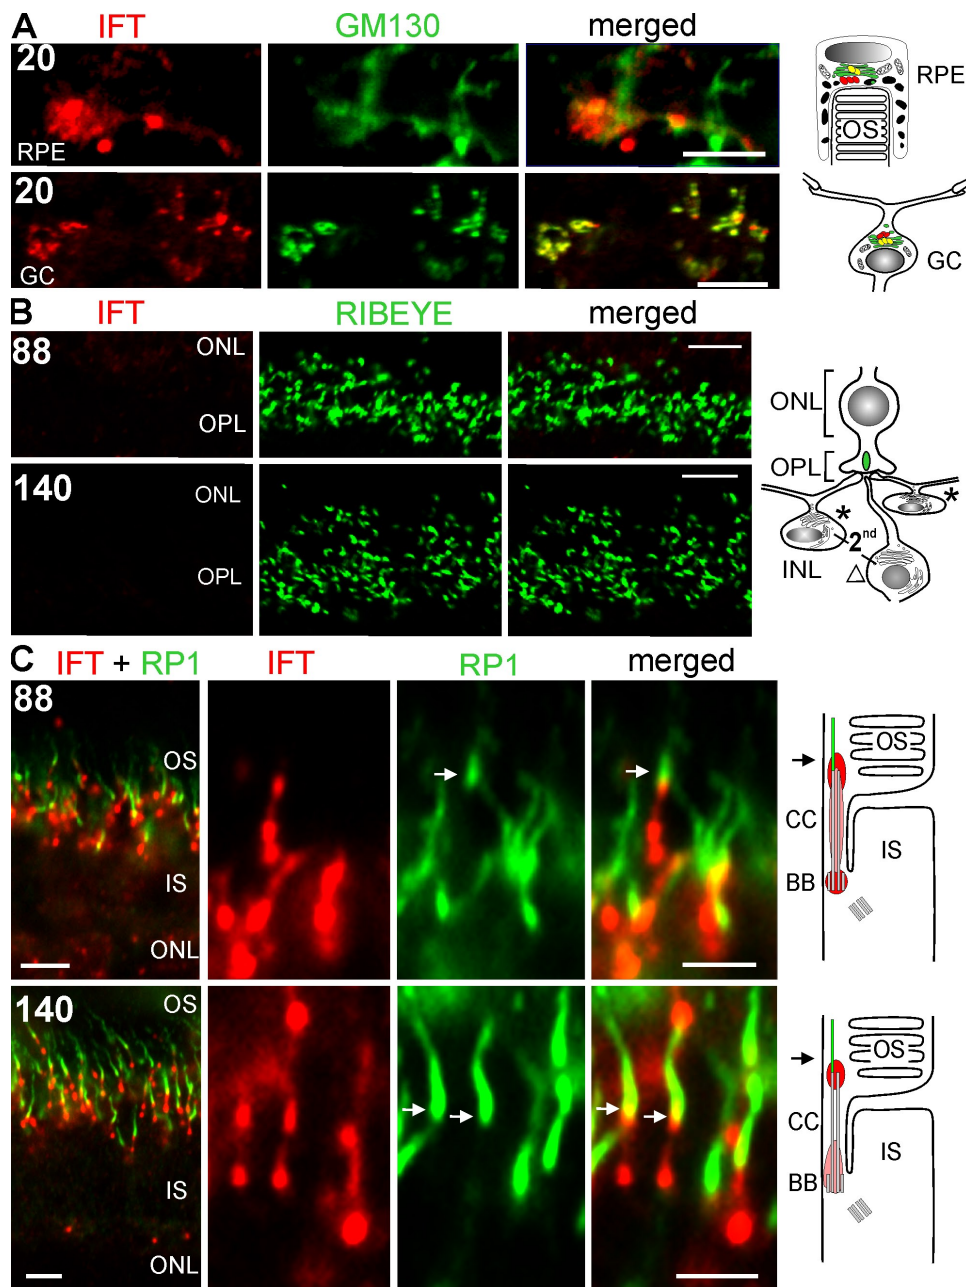 A IFT GM130 merged
20
RPE
RPE
OS
20
GC
GC
B IFT RIBEYE merged
88
ONL
OPL
140
ONL
OPL
ONL
OPL
*
*
2nd
INL
△
C IFT + RP1 IFT RP1 merged
88
OS
IS
ONL
OS
CC
IS
BB
140
OS
IS
ONL
OS
CC
IS
BB